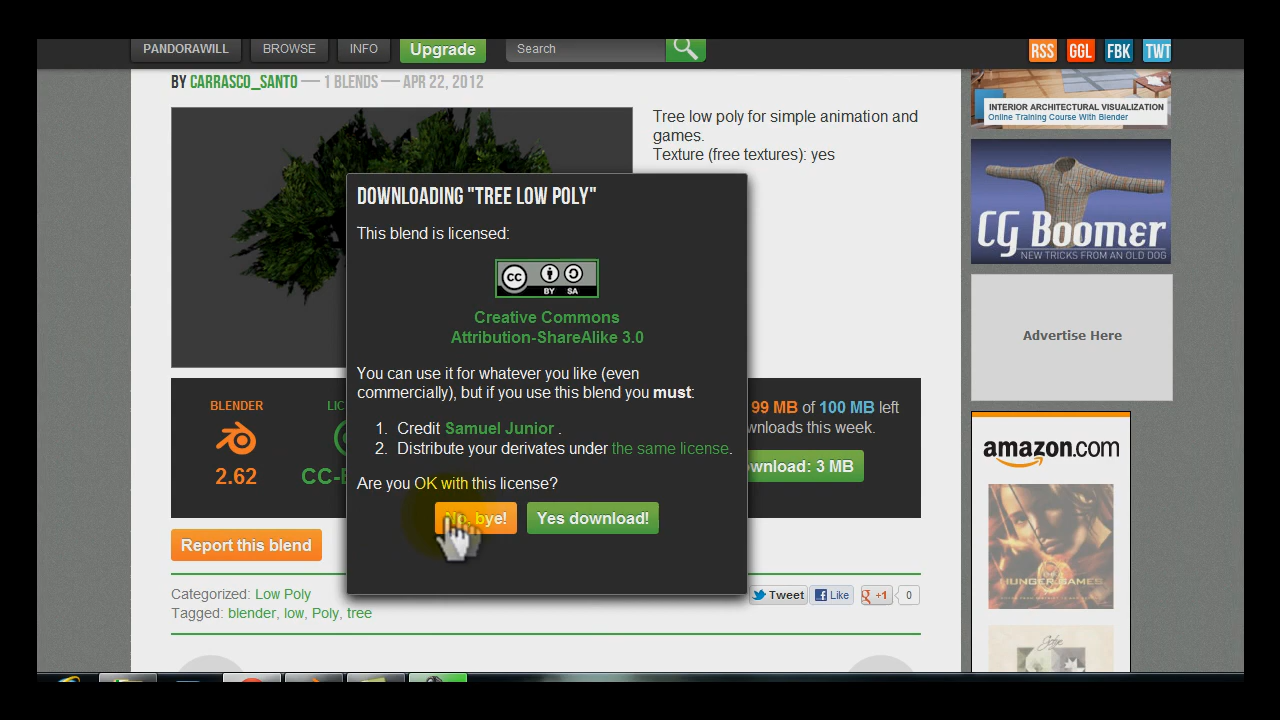 PANDORAWILL BROWSE INFO Upgrade Search RSS GGL FBK TWT
BY CARRASCO_SANTO — 1 BLENDS — APR 22, 2012
Tree low poly for simple animation and
games.
Texture (free textures): yes
DOWNLOADING "TREE LOW POLY"
This blend is licensed:
CC BY SA
Creative Commons
Attribution-ShareAlike 3.0
You can use it for whatever you like (even
commercially), but if you use this blend you must:
1. Credit Samuel Junior .
2. Distribute your derivates under the same license.
Are you OK with this license?
No, bye! Yes download!
BLENDER
2.62
LIC
CC-B
99 MB of 100 MB left
wnloads this week.
wnload: 3 MB
Report this blend
Categorized: Low Poly
Tagged: blender, low, Poly, tree
Tweet Like +1 0
INTERIOR ARCHITECTURAL VISUALIZATION
Online Training Course With Blender
CG Boomer
NEW TRICKS FROM AN OLD DOG
Advertise Here
amazon.com
HUNGER GAMES